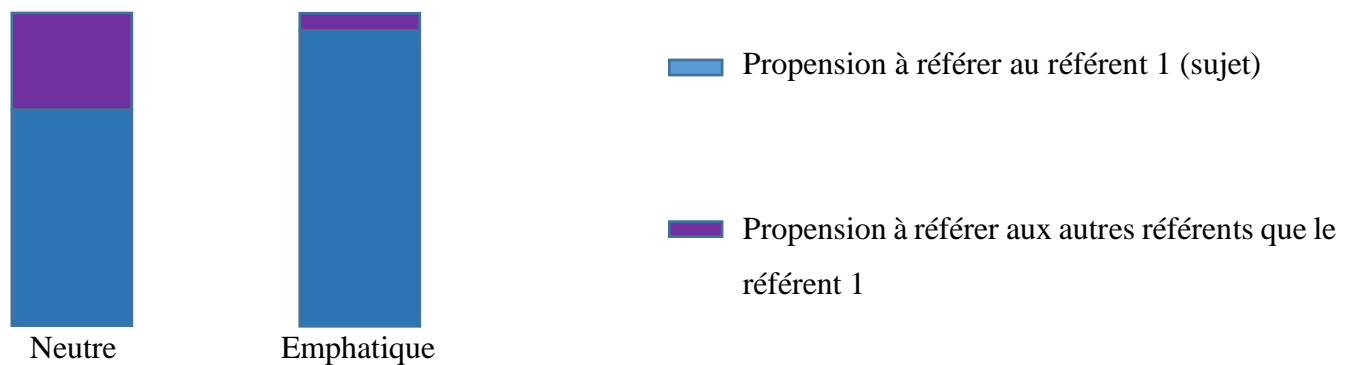 Propension à référer au référent 1 (sujet)
Propension à référer aux autres référents que le
référent 1
Neutre
Emphatique